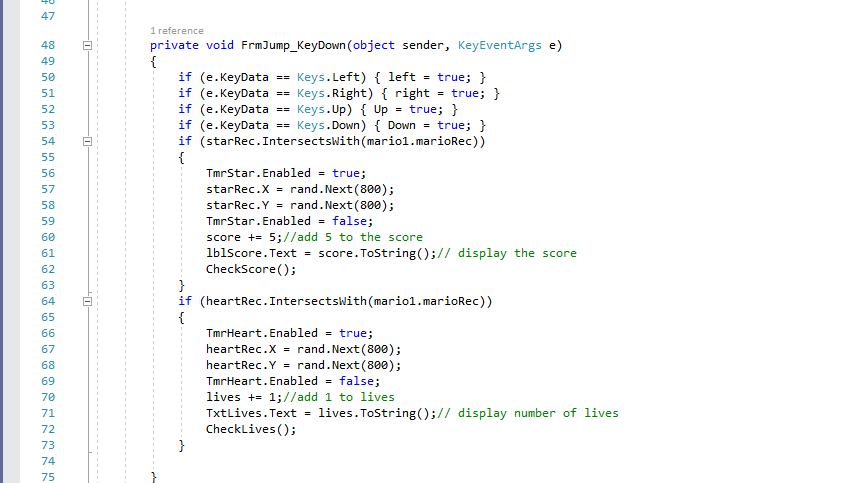 46
47
1 reference
48 private void FrmJump_KeyDown(object sender, KeyEventArgs e)
49 {
50 if (e.KeyData == Keys.Left) { left = true; }
51 if (e.KeyData == Keys.Right) { right = true; }
52 if (e.KeyData == Keys.Up) { Up = true; }
53 if (e.KeyData == Keys.Down) { Down = true; }
54 if (starRec.IntersectsWith(mario1.marioRec))
55 {
56 TmrStar.Enabled = true;
57 starRec.X = rand.Next(800);
58 starRec.Y = rand.Next(800);
59 TmrStar.Enabled = false;
60 score += 5;//add 5 to the score
61 lblScore.Text = score.ToString();// display the score
62 CheckScore();
63 }
64 if (heartRec.IntersectsWith(mario1.marioRec))
65 {
66 TmrHeart.Enabled = true;
67 heartRec.X = rand.Next(800);
68 heartRec.Y = rand.Next(800);
69 TmrHeart.Enabled = false;
70 lives += 1;//add 1 to lives
71 TxtLives.Text = lives.ToString();// display number of lives
72 CheckLives();
73 }
74
75 }